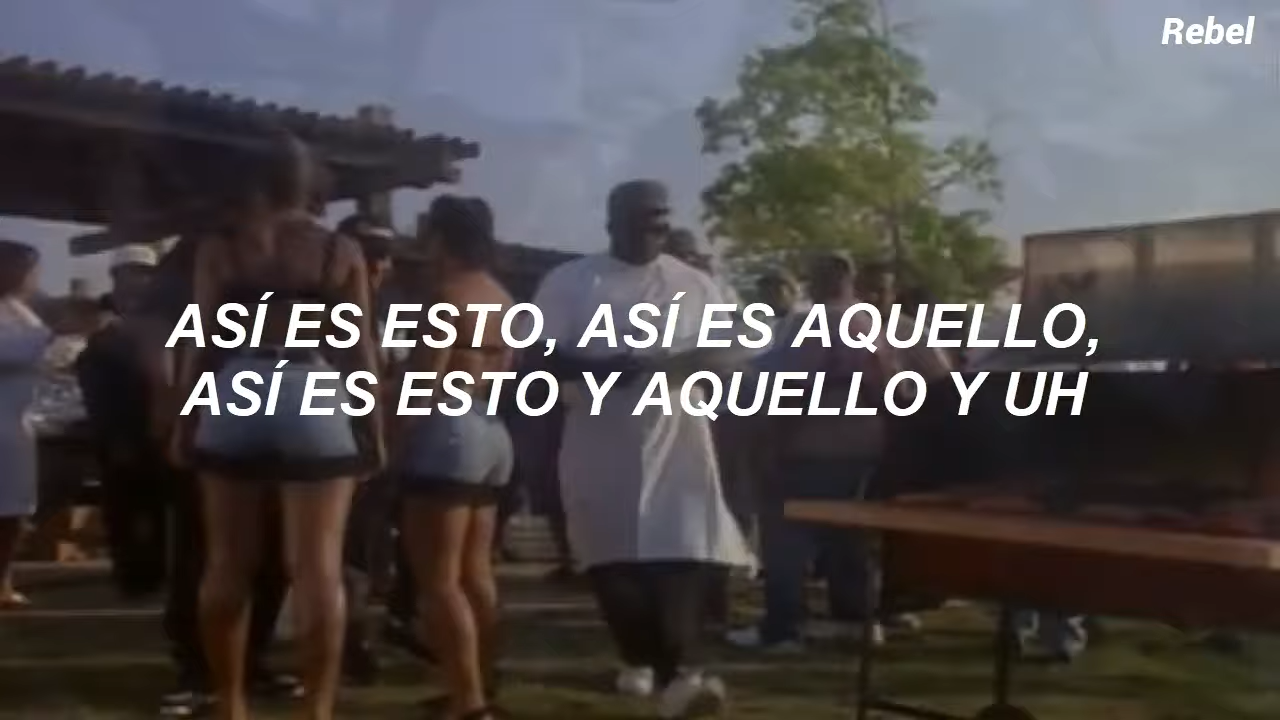 Rebel
ASÍ ES ESTO, ASÍ ES AQUELLO,
ASÍ ES ESTO Y AQUELLO Y UH